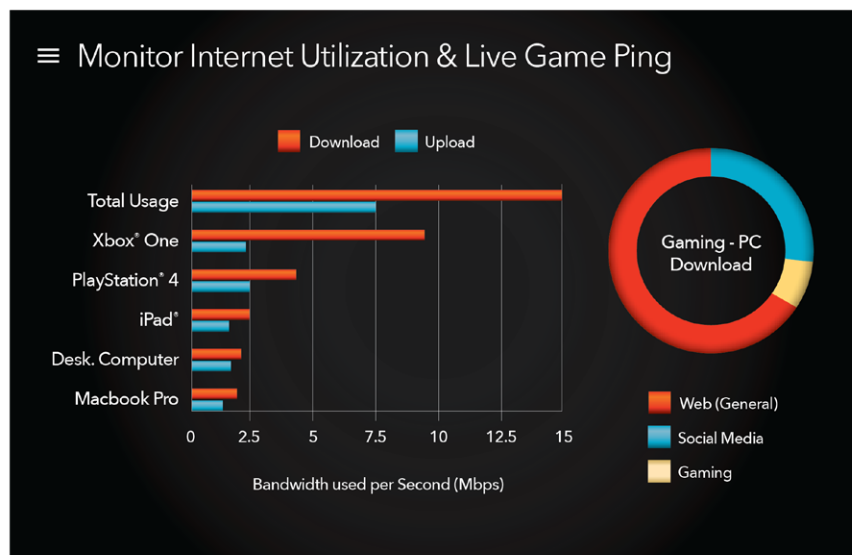 Monitor Internet Utilization & Live Game Ping
Download
Upload
Total Usage
Xbox® One
PlayStation® 4
iPad®
Desk. Computer
Macbook Pro
0 2.5 5 7.5 10 12.5 15
Bandwidth used per Second (Mbps)
Gaming - PC
Download
Web (General)
Social Media
Gaming